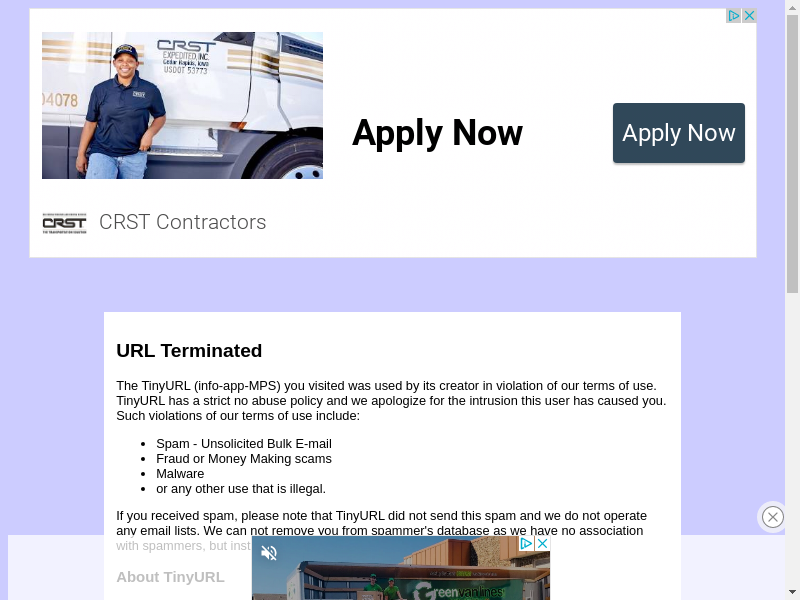 CRST
EXPEDITED, INC.
Cedar Rapids, Iowa
USDOT 53773
04078
Apply Now
Apply Now
CRST
CRST Contractors
URL Terminated
The TinyURL (info-app-MPS) you visited was used by its creator in violation of our terms of use.
TinyURL has a strict no abuse policy and we apologize for the intrusion this user has caused you.
Such violations of our terms of use include:
• Spam - Unsolicited Bulk E-mail
• Fraud or Money Making scams
• Malware
• or any other use that is illegal.
If you received spam, please note that TinyURL did not send this spam and we do not operate
any email lists. We can not remove you from spammer's database as we have no association
with spammers, but inst
About TinyURL
Greenvanlines